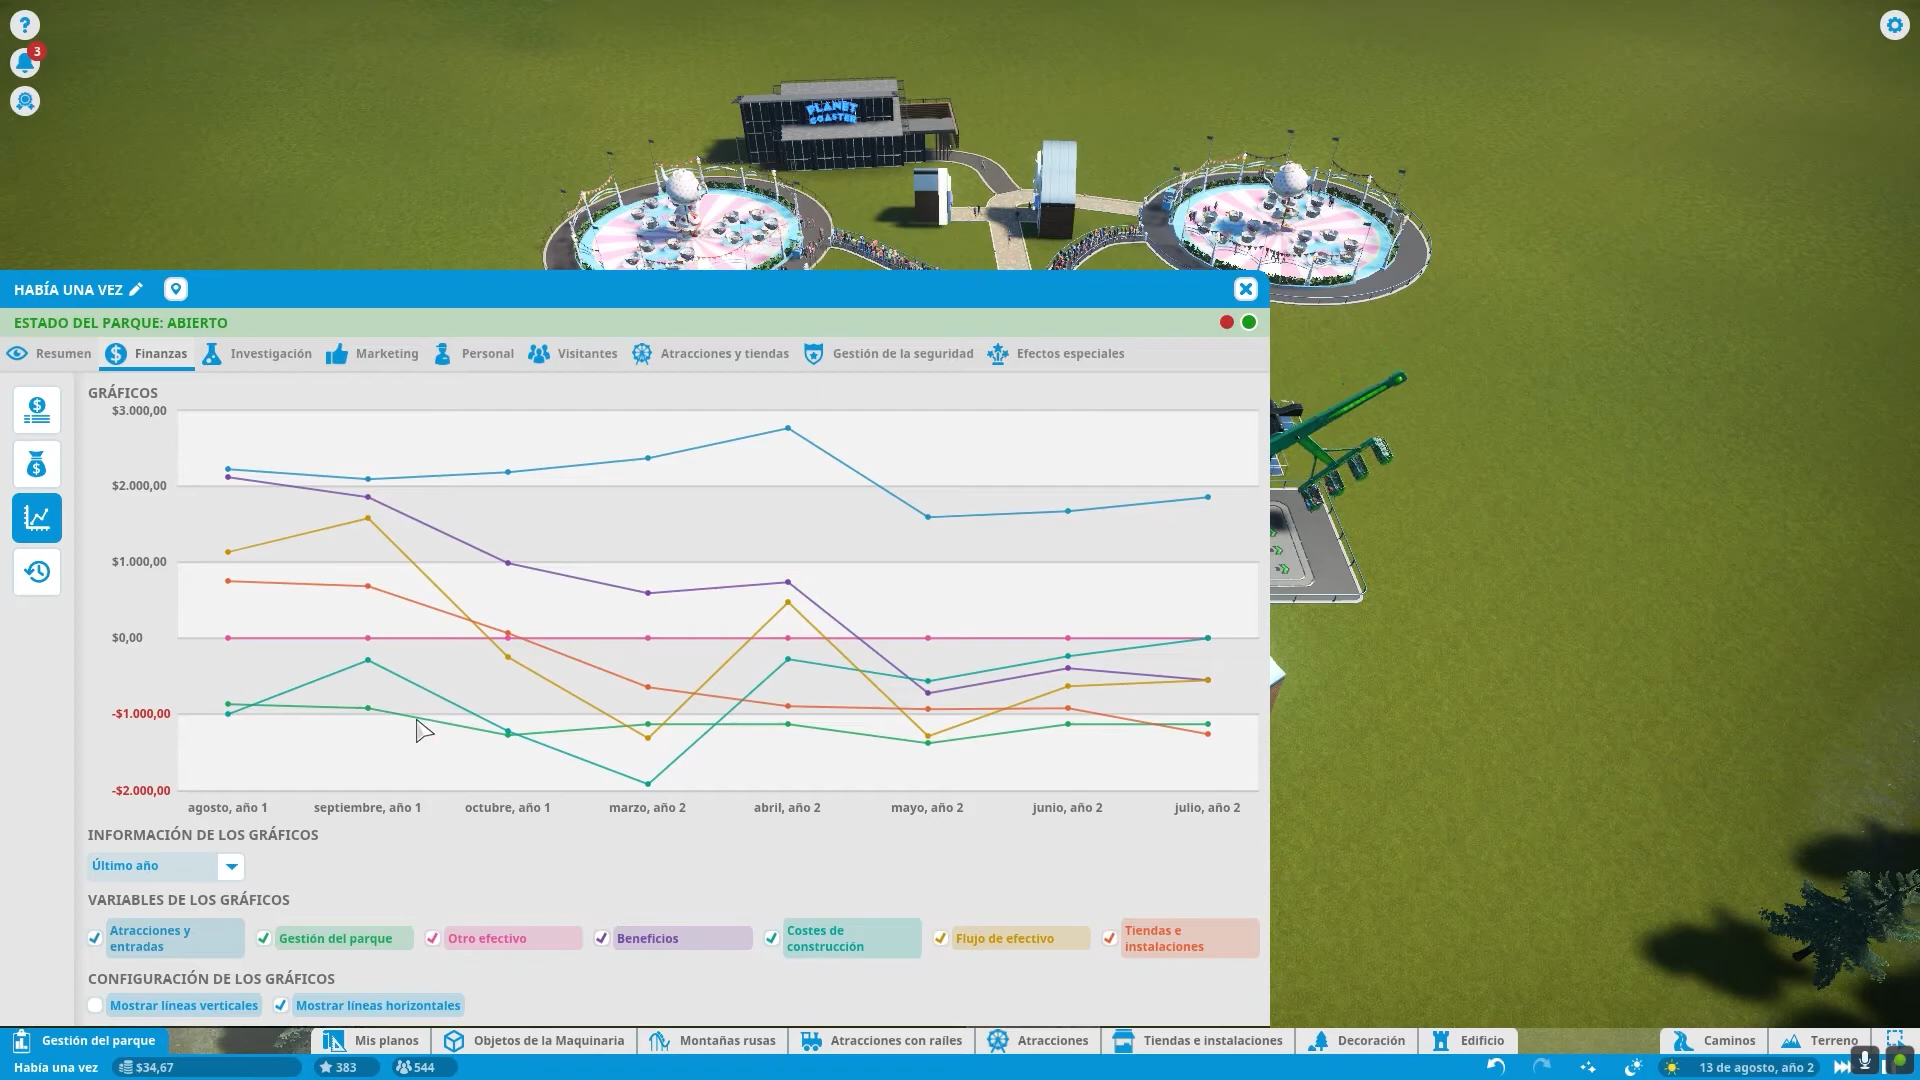 ?
3
PLANET
COASTER
HABÍA UNA VEZ
ESTADO DEL PARQUE: ABIERTO
Resumen
Finanzas
Investigación
Marketing
Personal
Visitantes
Atracciones y tiendas
Gestión de la seguridad
Efectos especiales
GRÁFICOS
$3.000,00
$2.000,00
$1.000,00
$0,00
-$1.000,00
-$2.000,00
agosto, año 1
septiembre, año 1
octubre, año 1
marzo, año 2
abril, año 2
mayo, año 2
junio, año 2
julio, año 2
INFORMACIÓN DE LOS GRÁFICOS
Último año
VARIABLES DE LOS GRÁFICOS
Atracciones y
entradas
Gestión del parque
Otro efectivo
Beneficios
Costes de
construcción
Flujo de efectivo
Tiendas e
instalaciones
CONFIGURACIÓN DE LOS GRÁFICOS
Mostrar líneas verticales
Mostrar líneas horizontales
Gestión del parque
Mis planos
Objetos de la Maquinaria
Montañas rusas
Atracciones con raíles
Atracciones
Tiendas e instalaciones
Decoración
Edificio
Caminos
Terreno
Había una vez
$34,67
383
544
13 de agosto, año 2